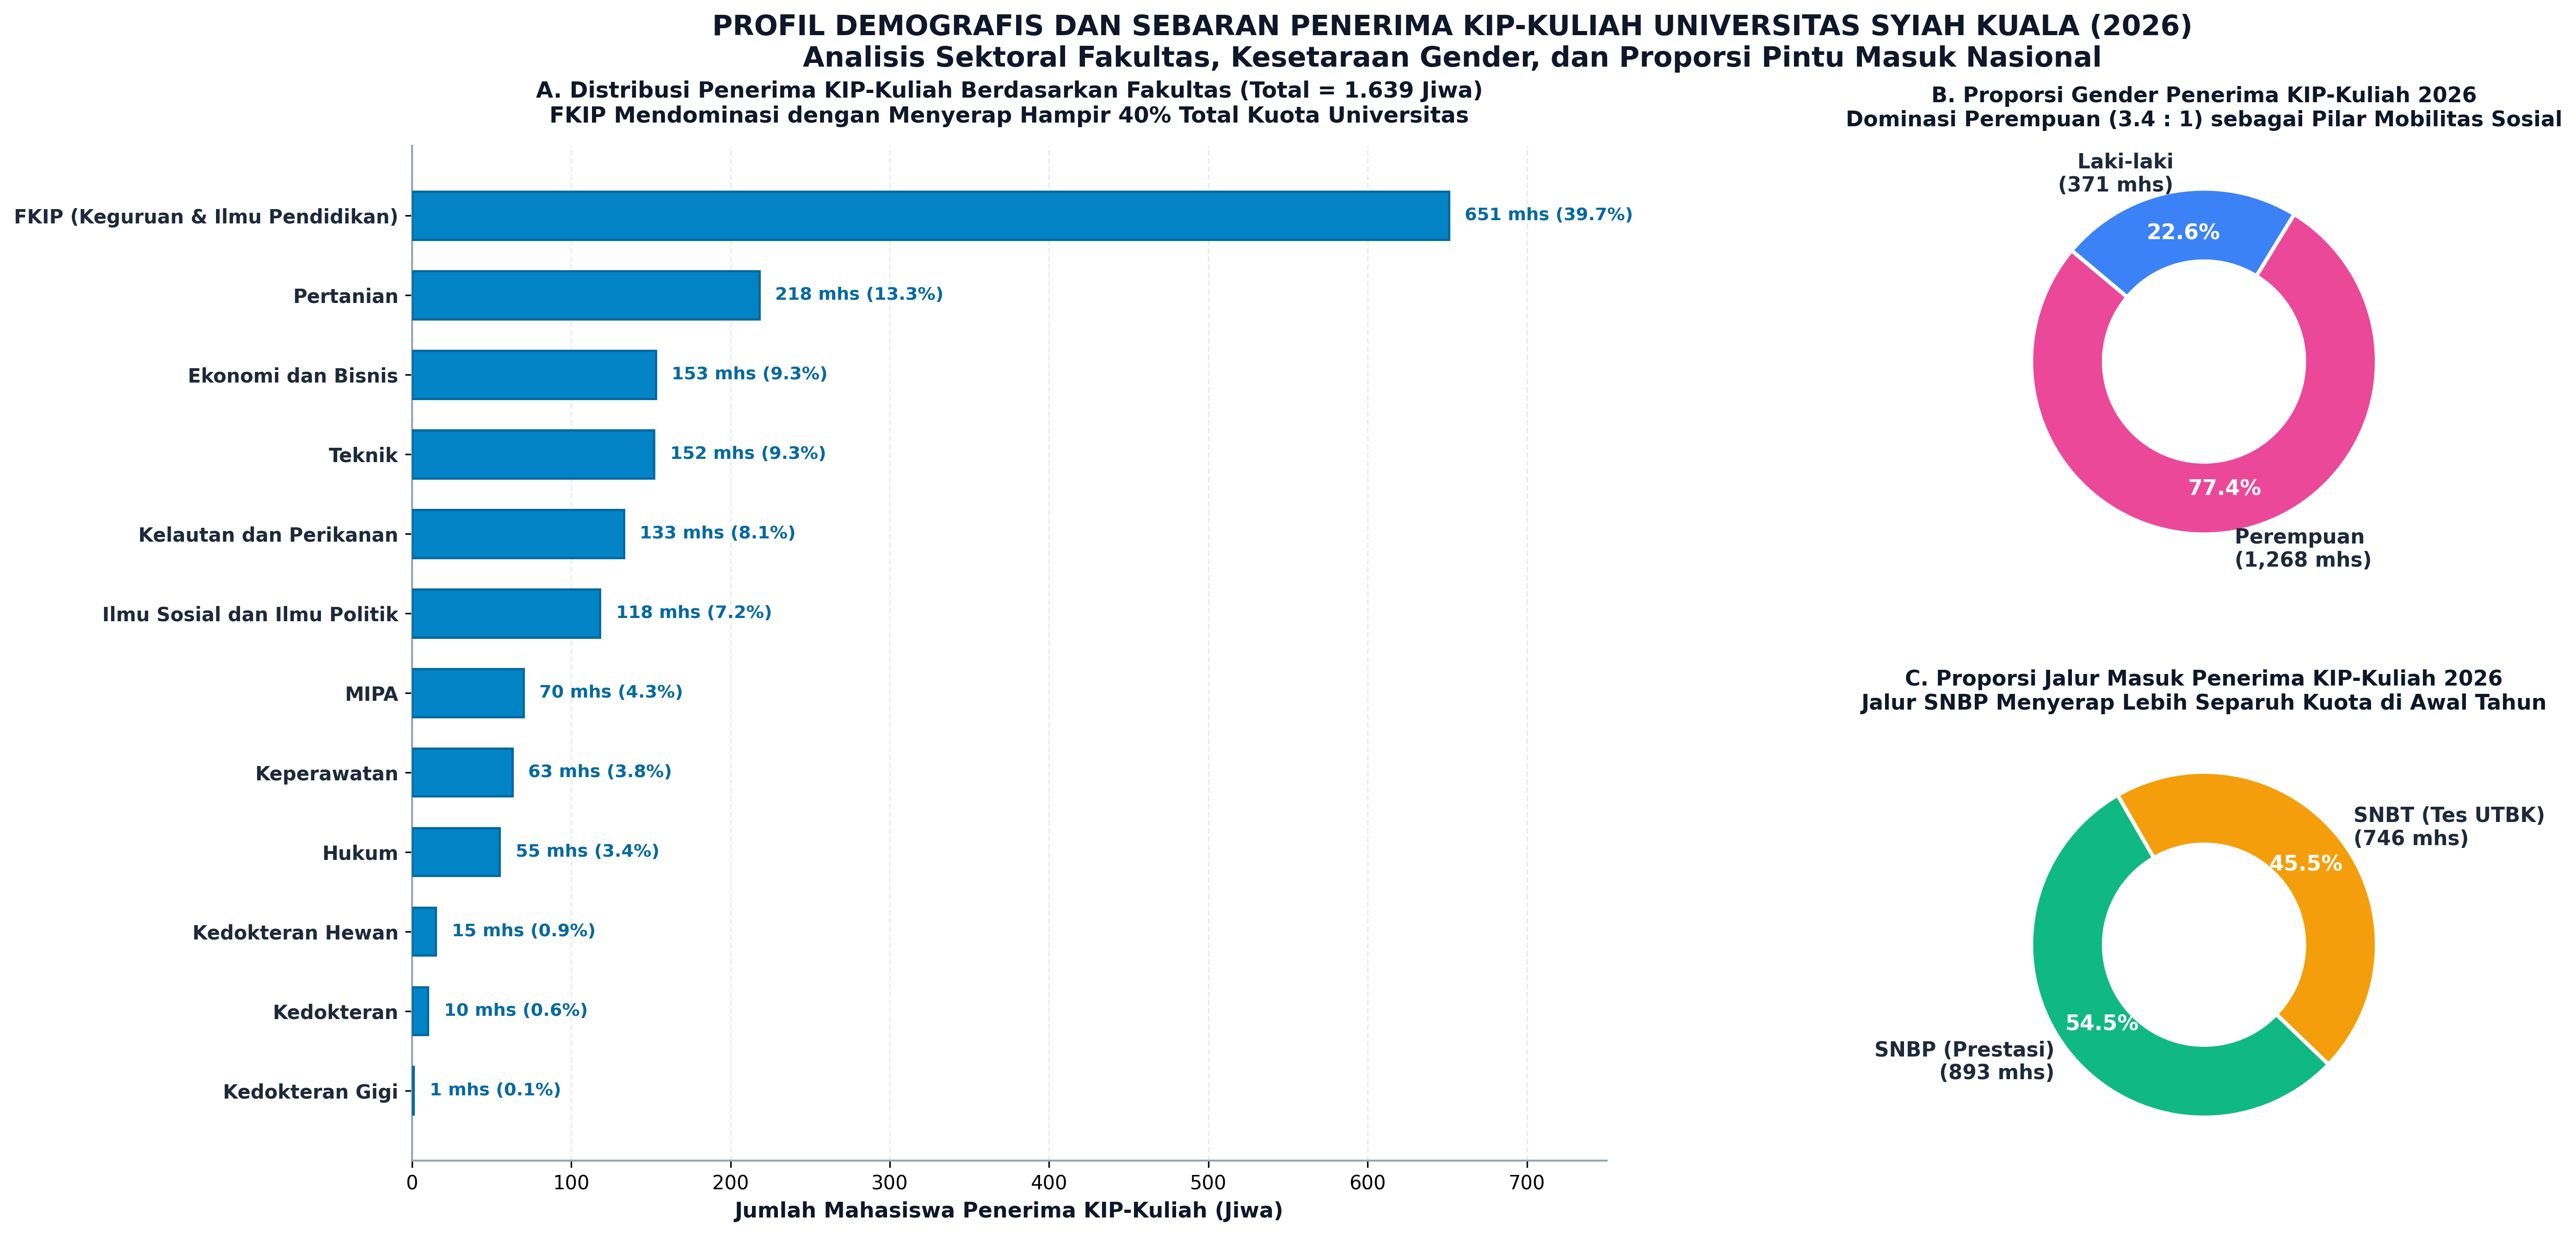 PROFIL DEMOGRAFIS DAN SEBARAN PENERIMA KIP-KULIAH UNIVERSITAS SYIAH KUALA (2026)
Analisis Sektoral Fakultas, Kesetaraan Gender, dan Proporsi Pintu Masuk Nasional
A. Distribusi Penerima KIP-Kuliah Berdasarkan Fakultas (Total = 1.639 Jiwa)
FKIP Mendominasi dengan Menyerap Hampir 40% Total Kuota Universitas
FKIP (Keguruan & Ilmu Pendidikan)
651 mhs (39.7%)
Pertanian
218 mhs (13.3%)
Ekonomi dan Bisnis
153 mhs (9.3%)
Teknik
152 mhs (9.3%)
Kelautan dan Perikanan
133 mhs (8.1%)
Ilmu Sosial dan Ilmu Politik
118 mhs (7.2%)
MIPA
70 mhs (4.3%)
Keperawatan
63 mhs (3.8%)
Hukum
55 mhs (3.4%)
Kedokteran Hewan
15 mhs (0.9%)
Kedokteran
10 mhs (0.6%)
Kedokteran Gigi
1 mhs (0.1%)
0 100 200 300 400 500 600 700
Jumlah Mahasiswa Penerima KIP-Kuliah (Jiwa)
B. Proporsi Gender Penerima KIP-Kuliah 2026
Dominasi Perempuan (3.4 : 1) sebagai Pilar Mobilitas Sosial
Laki-laki
(371 mhs)
22.6%
77.4%
Perempuan
(1,268 mhs)
C. Proporsi Jalur Masuk Penerima KIP-Kuliah 2026
Jalur SNBP Menyerap Lebih Separuh Kuota di Awal Tahun
SNBT (Tes UTBK)
(746 mhs)
45.5%
54.5%
SNBP (Prestasi)
(893 mhs)